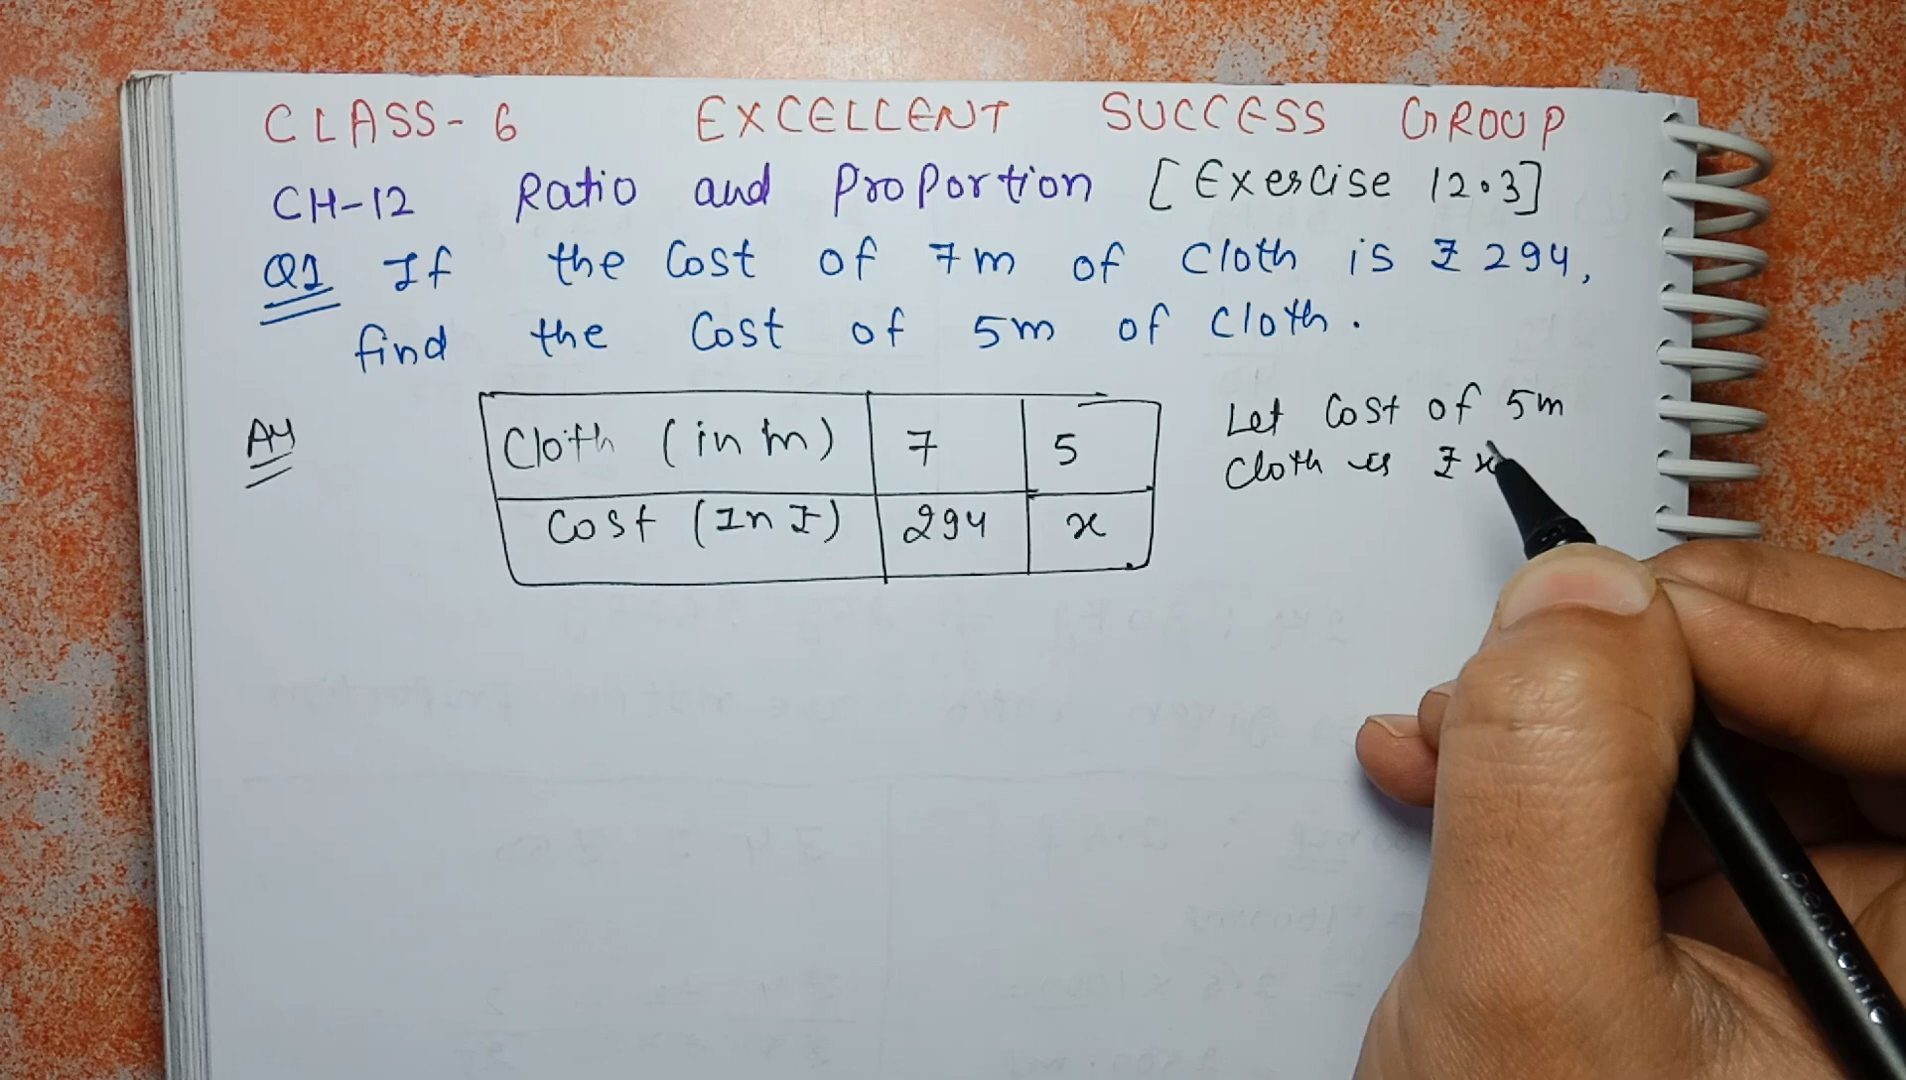 CLASS-6 EXCELLENT SUCCESS GROUP
CH-12 Ratio and Proportion [Exercise 12.3]
Q1 If the Cost of 7m of Cloth is ₹ 294,
find the Cost of 5m of Cloth.
Let Cost of 5m
Cloth is ₹ x
Cloth (in m) 7 5
Cost (In ₹) 294 x
pentonic